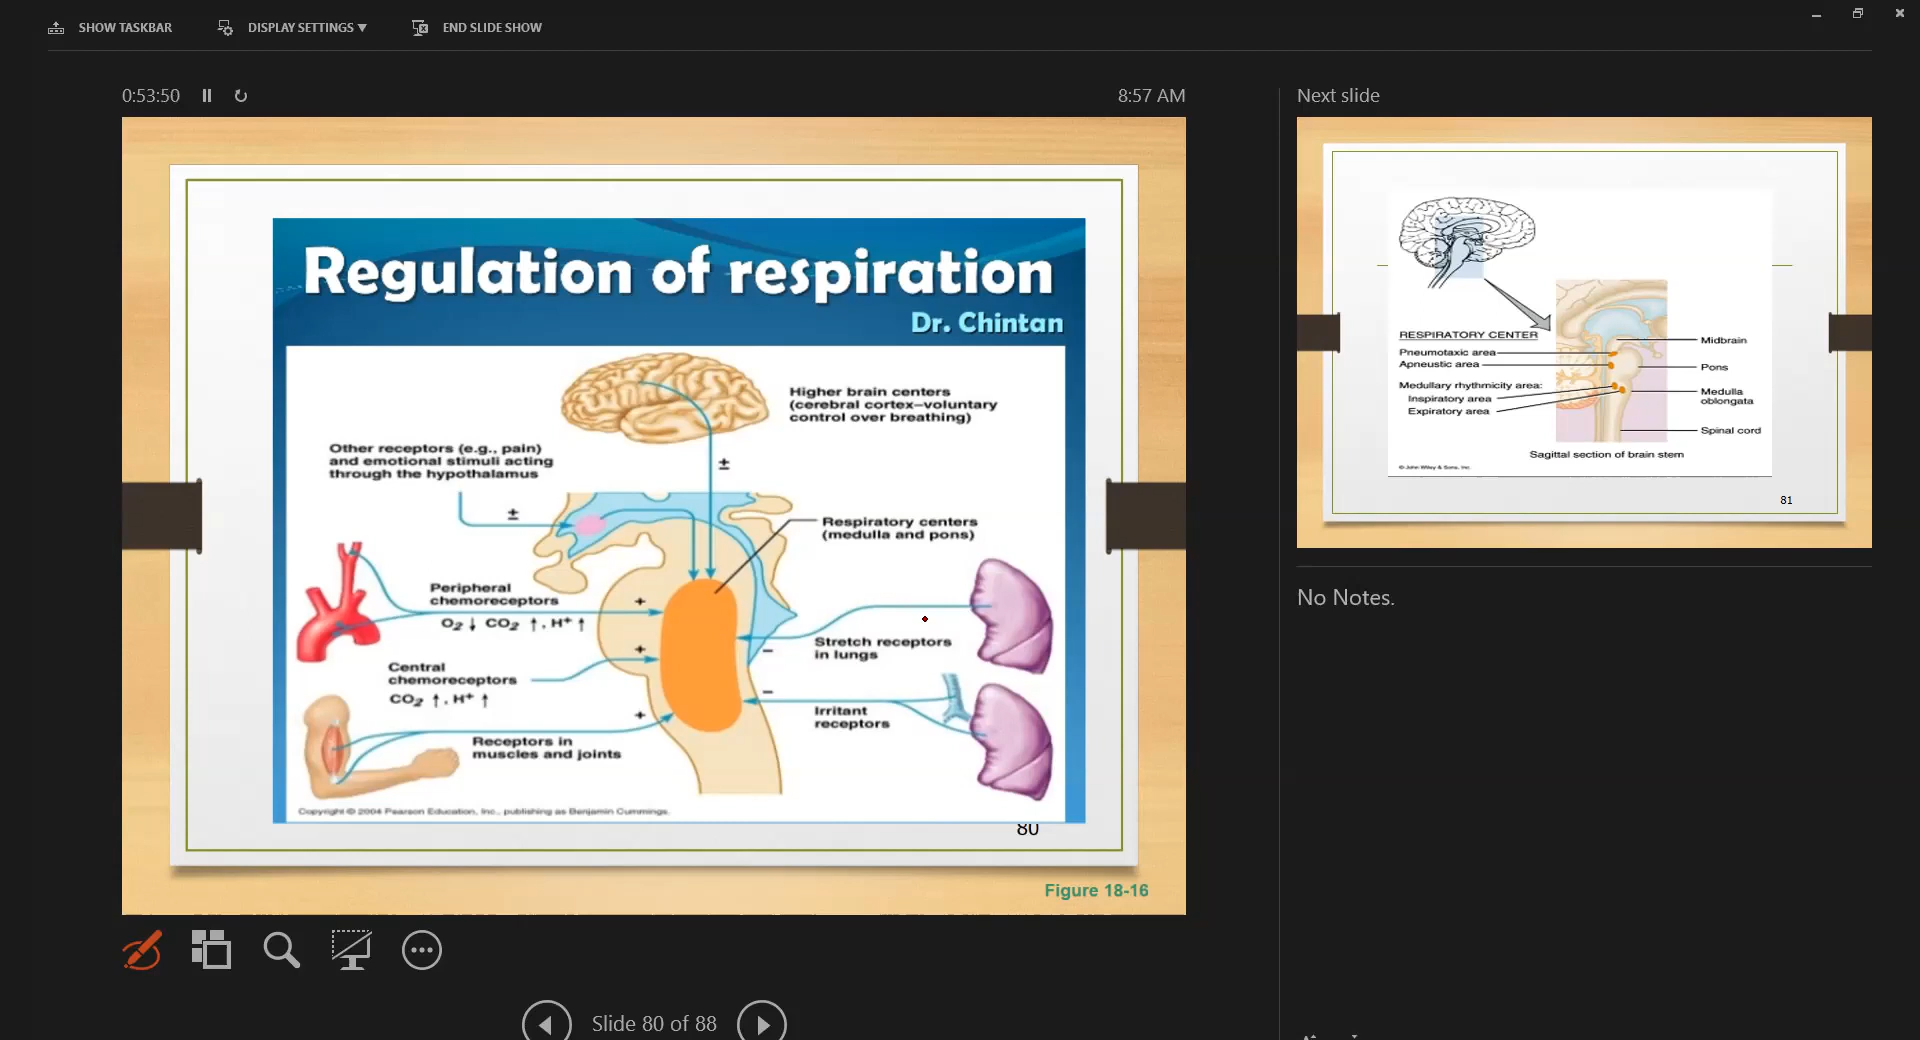 SHOW TASKBAR
DISPLAY SETTINGS ▼
END SLIDE SHOW
0:53:50
8:57 AM
Regulation of respiration
Dr. Chintan
Higher brain centers
(cerebral cortex–voluntary
control over breathing)
Other receptors (e.g., pain)
and emotional stimuli acting
through the hypothalamus
±
±
Respiratory centers
(medulla and pons)
Peripheral
chemoreceptors
O₂ ↓ CO₂ ↑, H⁺ ↑
+
Stretch receptors
in lungs
–
Central
chemoreceptors
CO₂ ↑, H⁺ ↑
+
Irritant
receptors
–
Receptors in
muscles and joints
+
Copyright © 2004 Pearson Education, Inc., publishing as Benjamin Cummings.
80
Figure 18-16
Slide 80 of 88
Next slide
RESPIRATORY CENTER
Pneumotaxic area
Apneustic area
Medullary rhythmicity area:
Inspiratory area
Expiratory area
Midbrain
Pons
Medulla
oblongata
Spinal cord
Sagittal section of brain stem
© John Wiley & Sons, Inc.
81
No Notes.